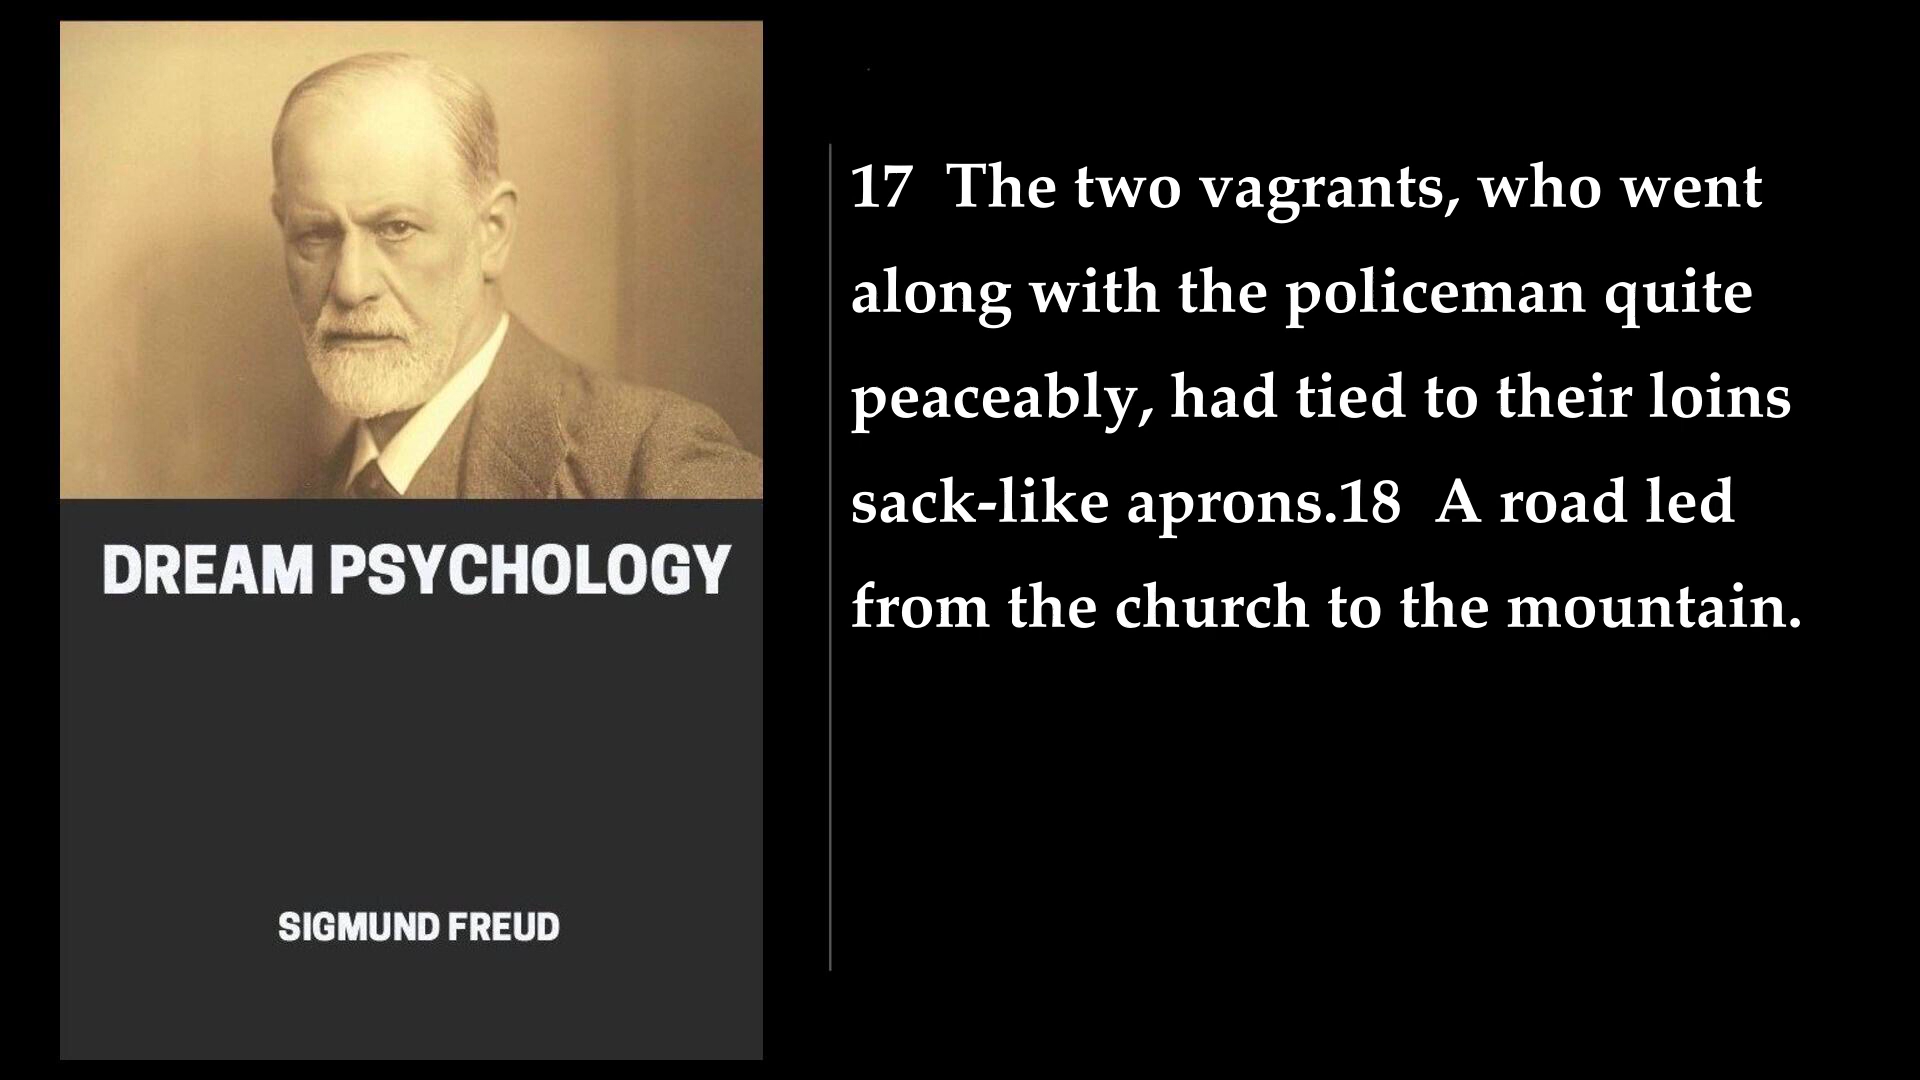 DREAM PSYCHOLOGY
SIGMUND FREUD
17  The two vagrants, who went
along with the policeman quite
peaceably, had tied to their loins
sack-like aprons.18  A road led
from the church to the mountain.